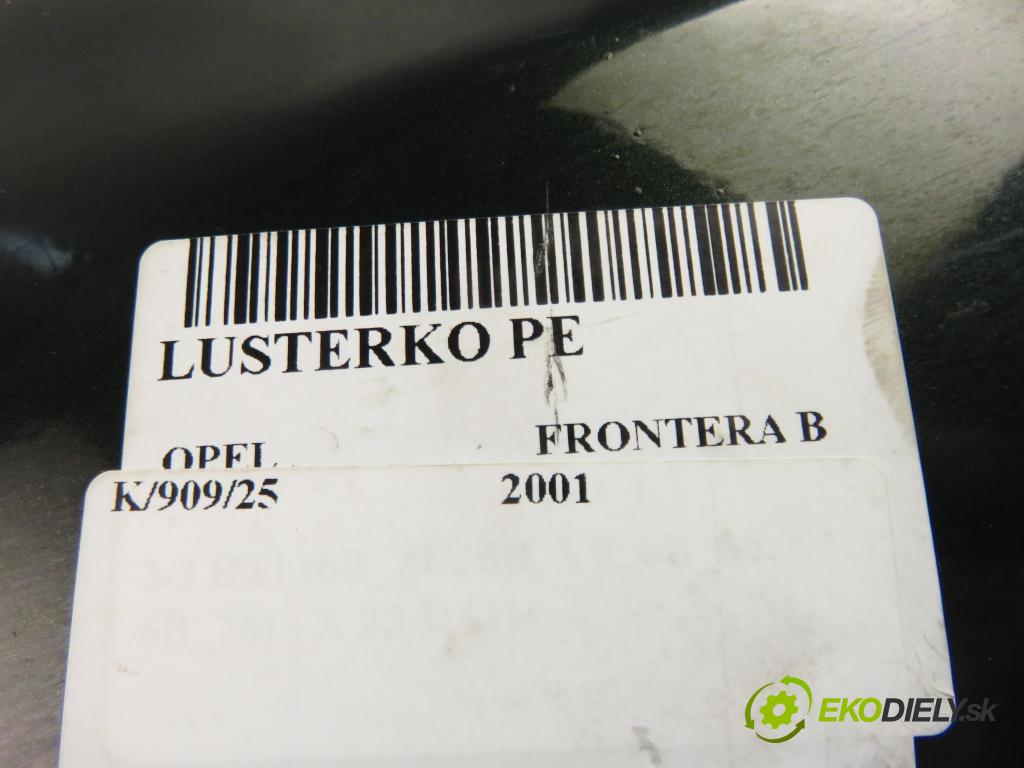 LUSTERKO PE
OPEL FRONTERA B
K/909/25 2001
EKODIELY.sk